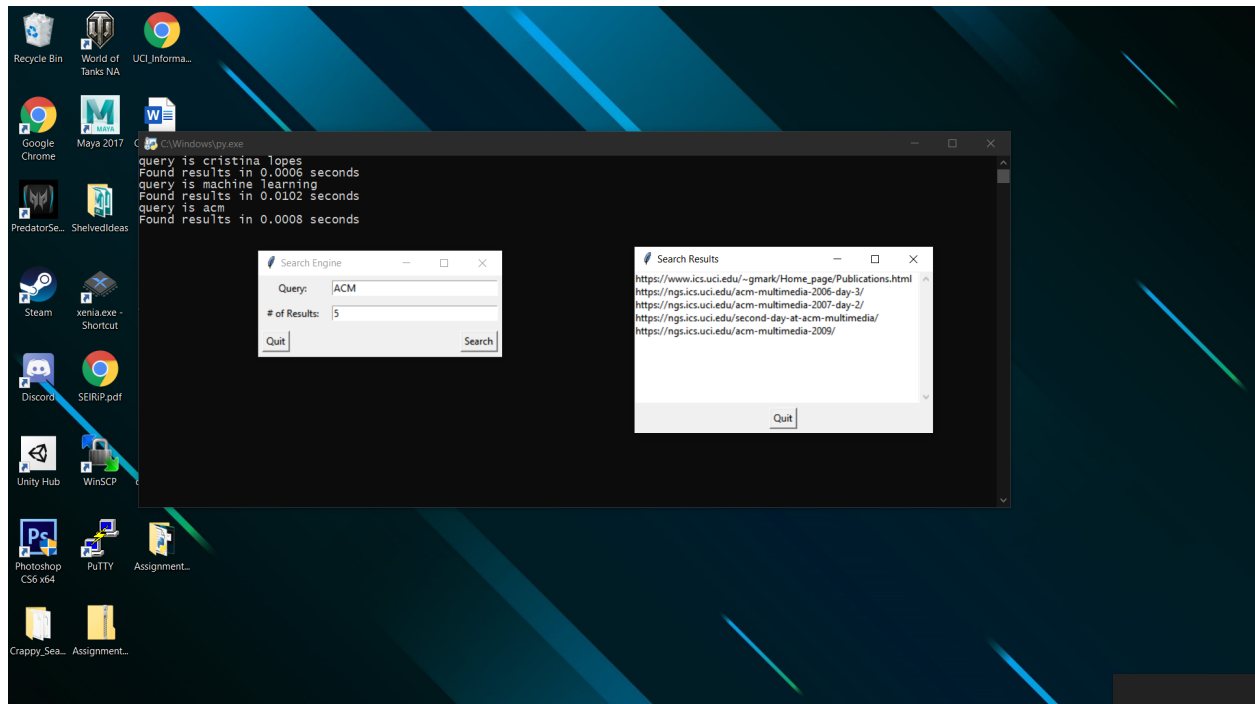 Recycle Bin
World of
Tanks NA
UCI_Informa...
Google
Chrome
MAYA
Maya 2017
W
C
C:\Windows\py.exe
query is cristina lopes
Found results in 0.0006 seconds
query is machine learning
Found results in 0.0102 seconds
query is acm
Found results in 0.0008 seconds
PredatorSe...
ShelvedIdeas
Search Engine
Query:
ACM
# of Results:
5
Quit
Search
Search Results
https://www.ics.uci.edu/~gmark/Home_page/Publications.html
https://ngs.ics.uci.edu/acm-multimedia-2006-day-3/
https://ngs.ics.uci.edu/acm-multimedia-2007-day-2/
https://ngs.ics.uci.edu/second-day-at-acm-multimedia/
https://ngs.ics.uci.edu/acm-multimedia-2009/
Quit
Steam
xenia.exe -
Shortcut
Discord
SEIRiP.pdf
Unity Hub
WinSCP
Ps
Photoshop
CS6 x64
PuTTY
Assignment...
Crappy_Sea...
Assignment...